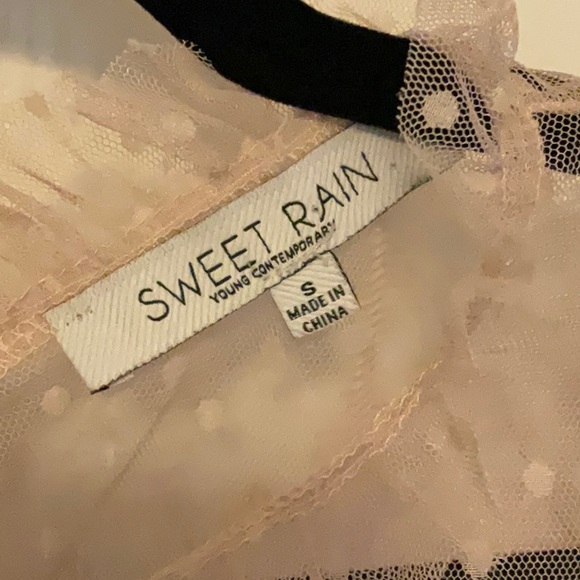 SWEET RAIN
YOUNG CONTEMPORARY
S
MADE IN
CHINA